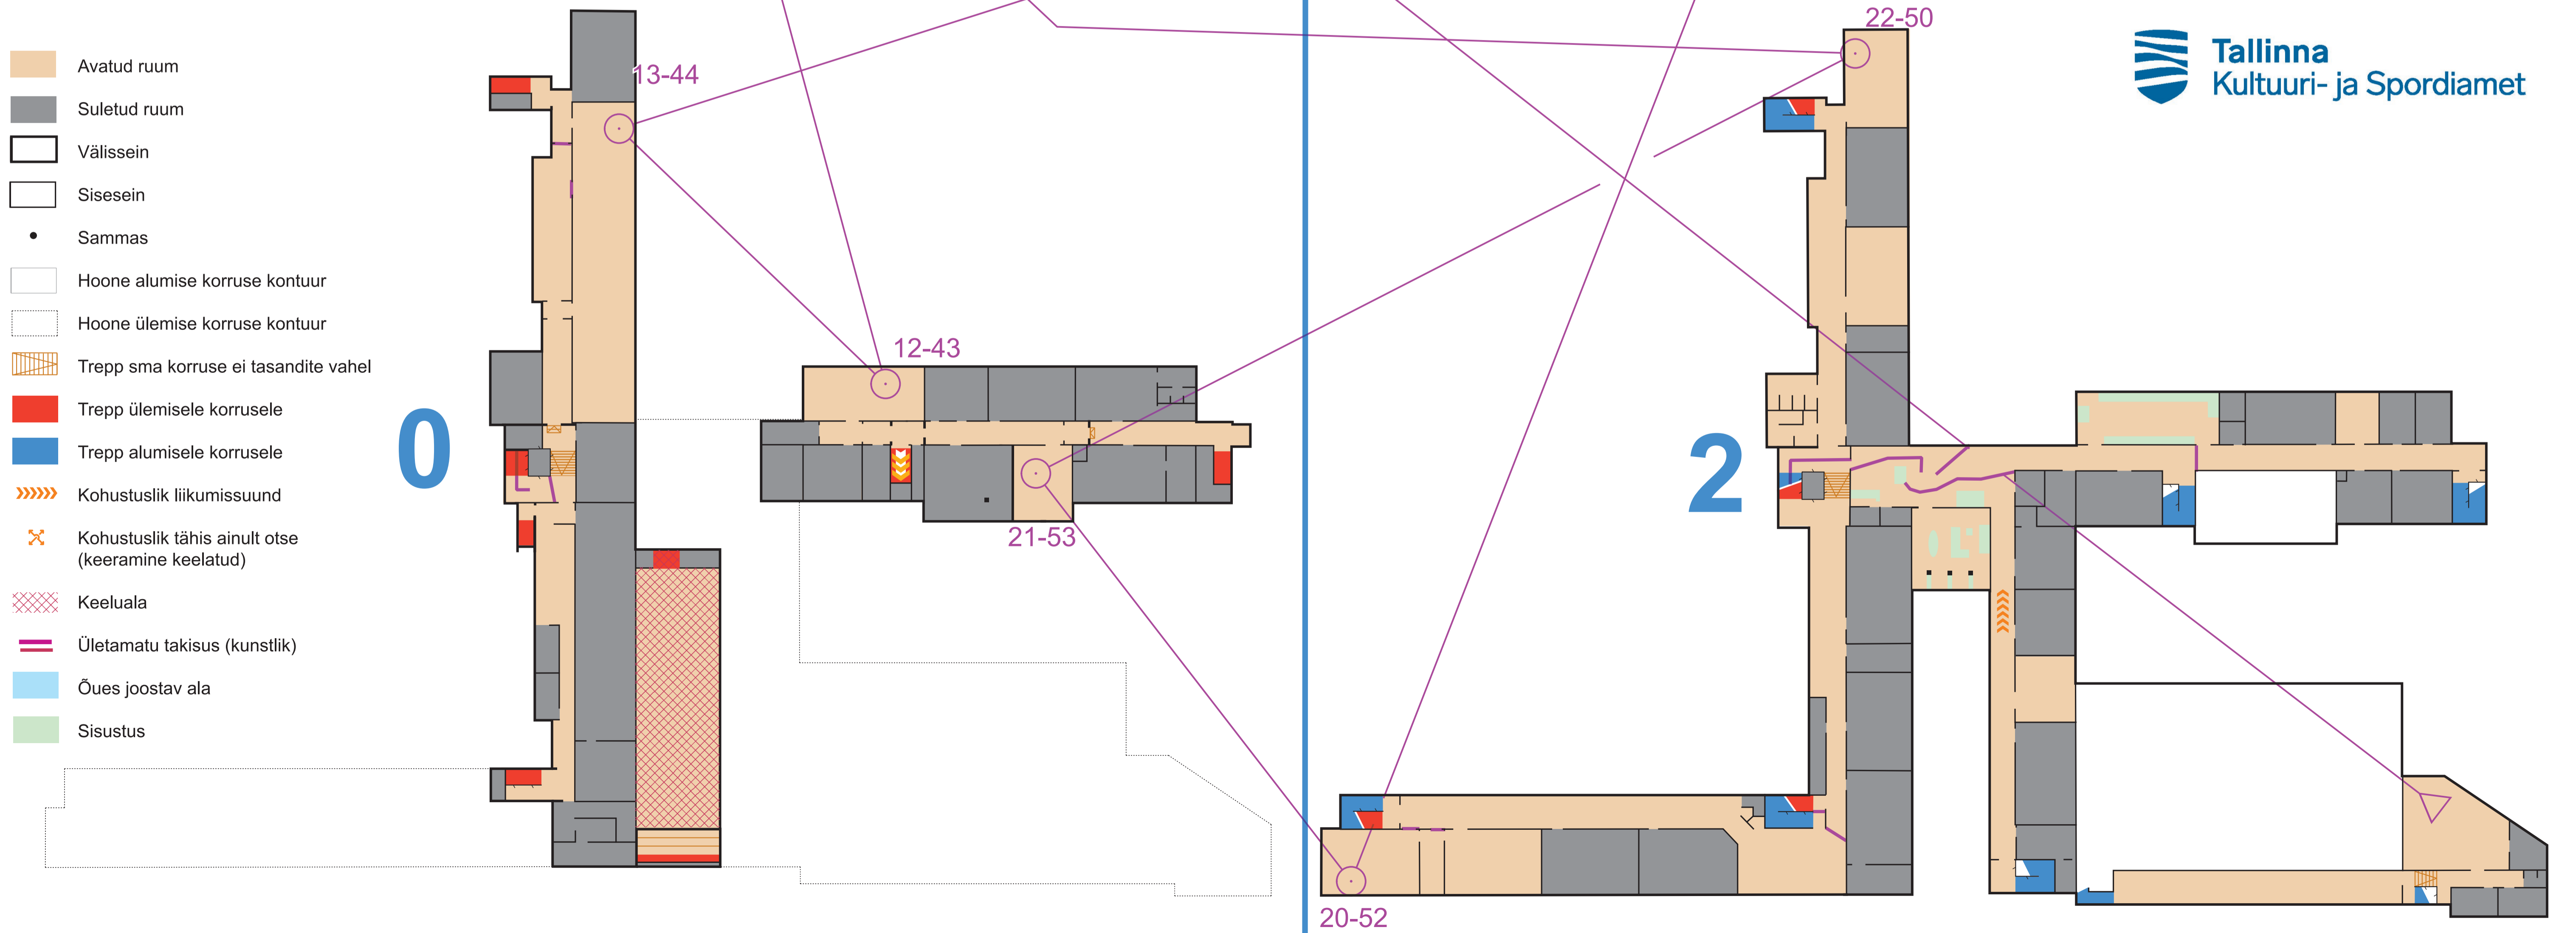 Avatud ruum
Suletud ruum
Välissein
Sisesein
Sammas
Hoone alumise korruse kontuur
Hoone ülemise korruse kontuur
Trepp sma korruse ei tasandite vahel
Trepp ülemisele korrusele
Trepp alumisele korrusele
Kohustuslik liikumissuund
Kohustuslik tähis ainult otse
(keeramine keelatud)
Keeluala
Ületamatu takisus (kunstlik)
Õues joostav ala
Sisustus
0
13-44
12-43
21-53
2
22-50
20-52
Tallinna
Kultuuri- ja Spordiamet